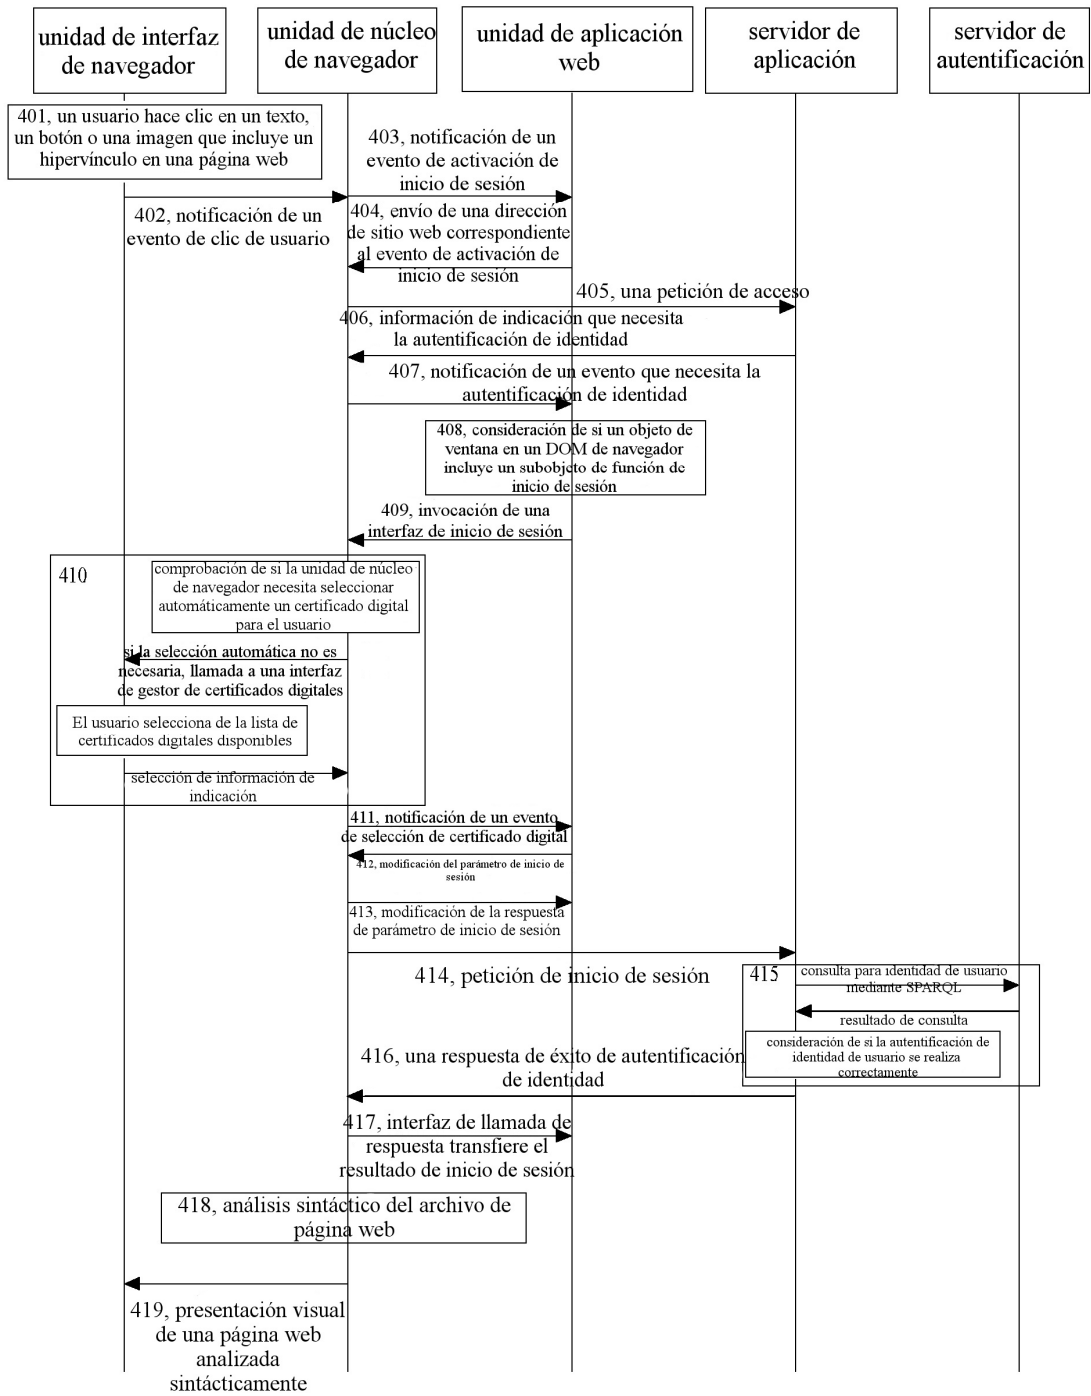 unidad de interfaz
de navegador
unidad de núcleo
de navegador
unidad de aplicación
web
servidor de
aplicación
servidor de
autentificación
401, un usuario hace clic en un texto,
un botón o una imagen que incluye un
hipervínculo en una página web
402, notificación de un
evento de clic de usuario
403, notificación de un
evento de activación de
inicio de sesión
404, envío de una dirección
de sitio web correspondiente
al evento de activación de
inicio de sesión
405, una petición de acceso
406, información de indicación que necesita
la autentificación de identidad
407, notificación de un evento que necesita la
autentificación de identidad
408, consideración de si un objeto de
ventana en un DOM de navegador
incluye un subobjeto de función de
inicio de sesión
409, invocación de una
interfaz de inicio de sesión
410
comprobación de si la unidad de núcleo
de navegador necesita seleccionar
automáticamente un certificado digital
para el usuario
si la selección automática no es
necesaria, llamada a una interfaz
de gestor de certificados digitales
El usuario selecciona de la lista de
certificados digitales disponibles
selección de información de
indicación
411, notificación de un evento
de selección de certificado digital
412, modificación del parámetro de inicio de
sesión
413, modificación de la respuesta
de parámetro de inicio de sesión
414, petición de inicio de sesión
415
consulta para identidad de usuario
mediante SPARQL
resultado de consulta
consideración de si la autentificación de
identidad de usuario se realiza
correctamente
416, una respuesta de éxito de autentificación
de identidad
417, interfaz de llamada de
respuesta transfiere el
resultado de inicio de sesión
418, análisis sintáctico del archivo de
página web
419, presentación visual
de una página web
analizada
sintácticamente